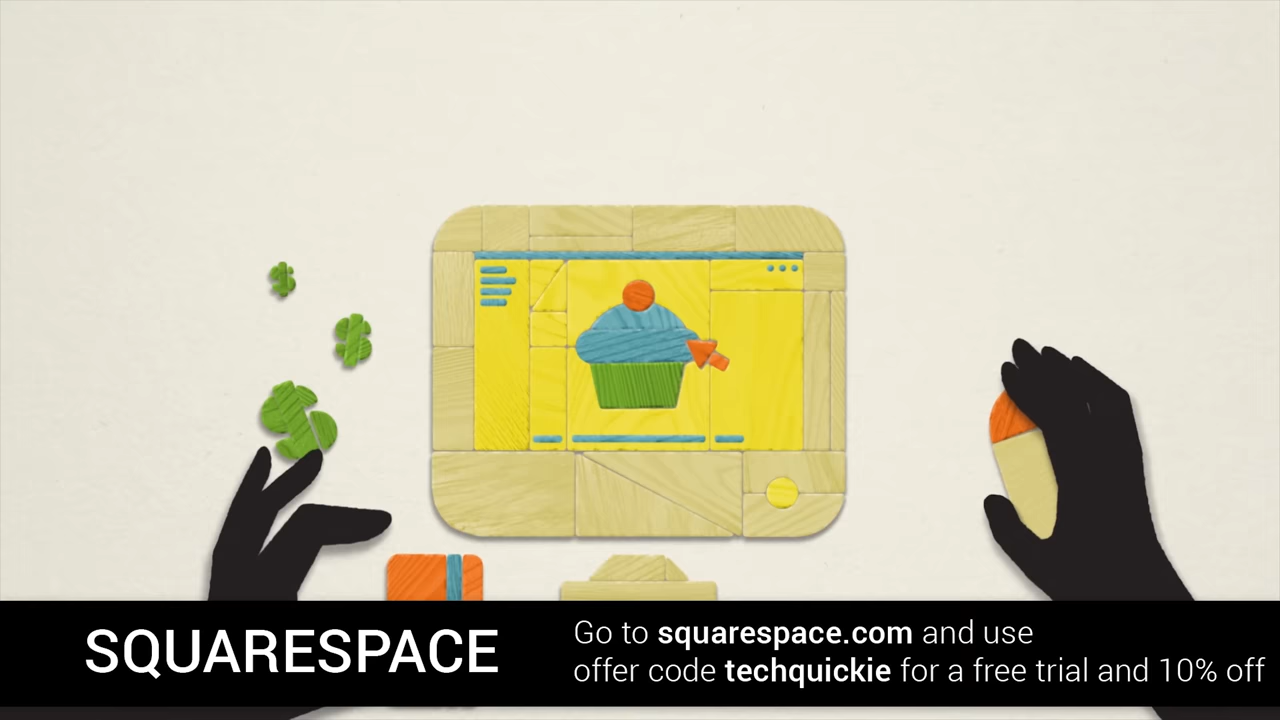 SQUARESPACE
Go to squarespace.com and use
offer code techquickie for a free trial and 10% off